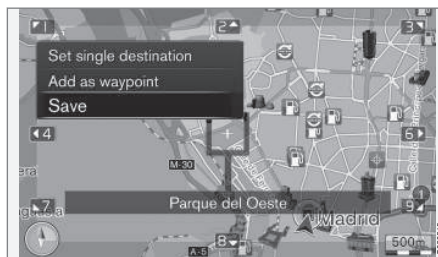 1
2
3
Set single destination
Add as waypoint
Save
4
6
M-30
era
Parque del Oeste
7
9
Madrid
8
A-5
500m